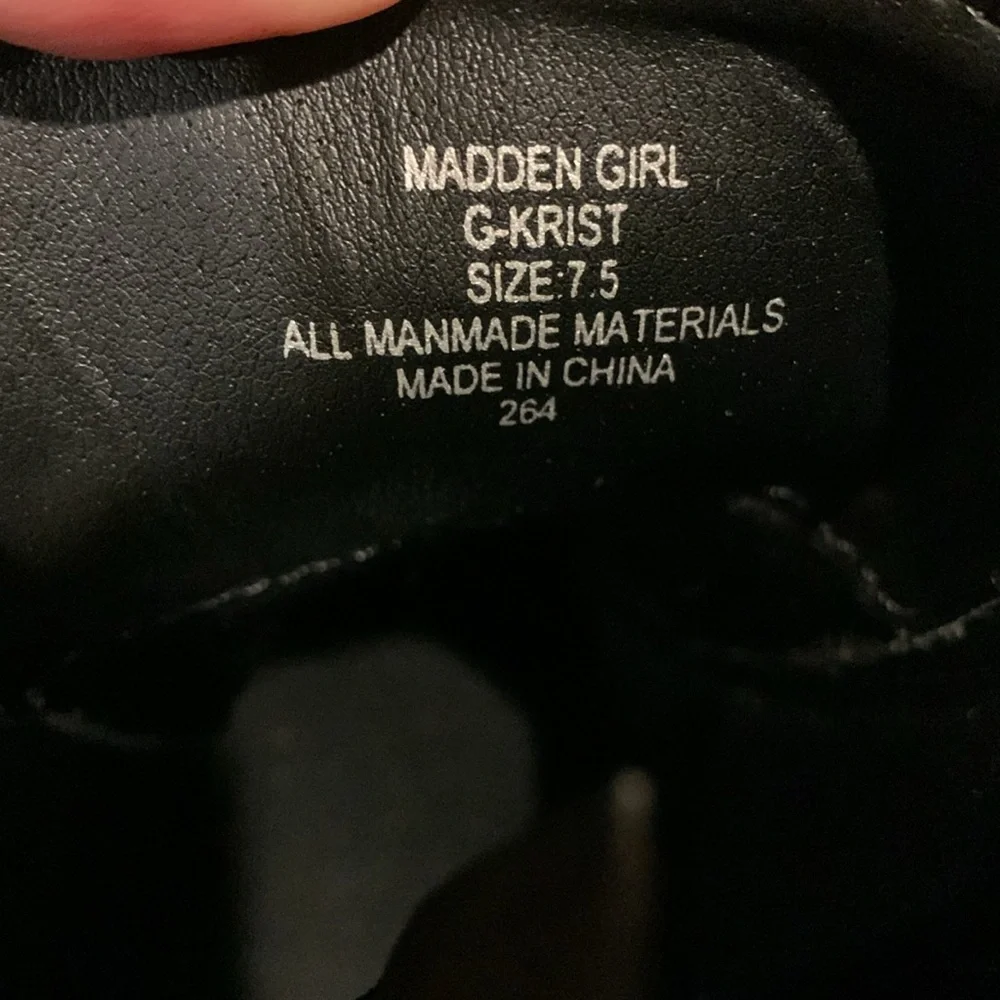 MADDEN GIRL
G-KRIST
SIZE:7.5
ALL MANMADE MATERIALS
MADE IN CHINA
264